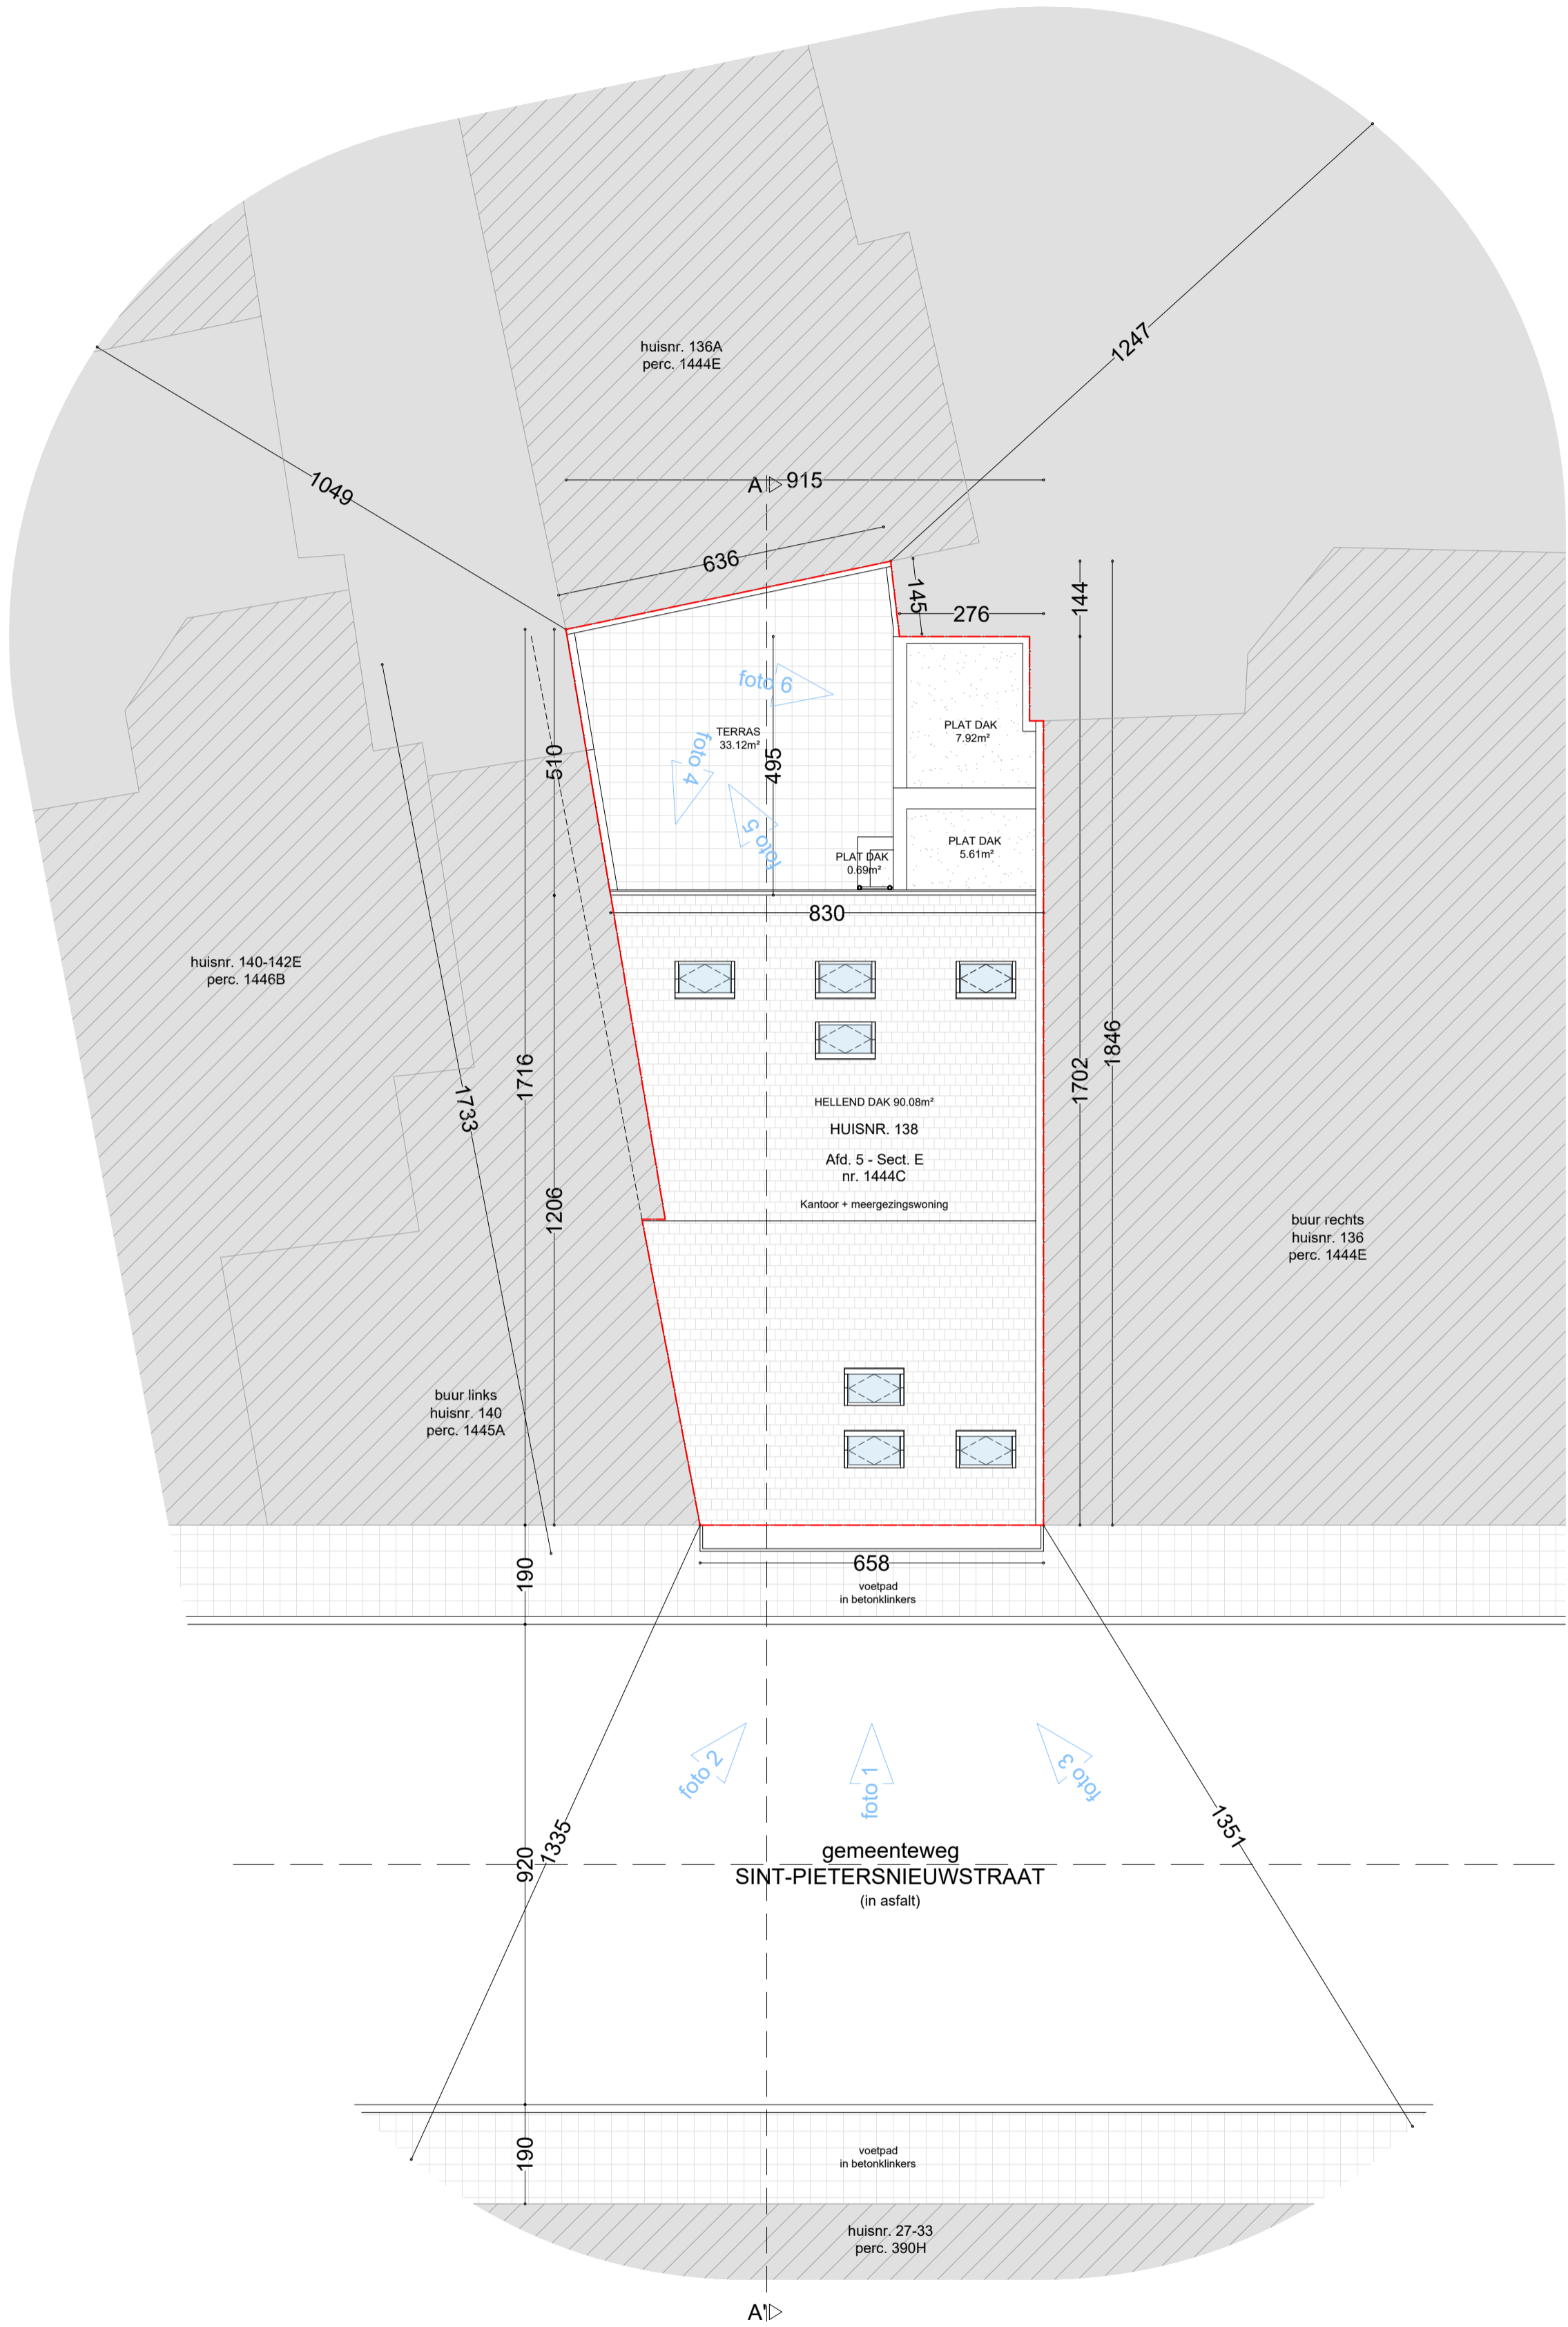 huisnr. 136A
perc. 1444E
1247
1049
A
915
636
145
276
144
foto 6
TERRAS
33.12m²
PLAT DAK
7.92m²
foto 4
510
495
foto 5
PLAT DAK
5.61m²
PLAT DAK
0.69m²
830
huisnr. 140-142E
perc. 1446B
1716
1733
1846
1702
HELLEND DAK 90.08m²
HUISNR. 138
Afd. 5 - Sect. E
nr. 1444C
Kantoor + meergezingswoning
1206
buur rechts
huisnr. 136
perc. 1444E
buur links
huisnr. 140
perc. 1445A
190
658
voetpad
in betonklinkers
foto 2
foto 1
foto 3
1335
920
1351
gemeenteweg
SINT-PIETERSNIEUWSTRAAT
(in asfalt)
190
voetpad
in betonklinkers
huisnr. 27-33
perc. 390H
A'